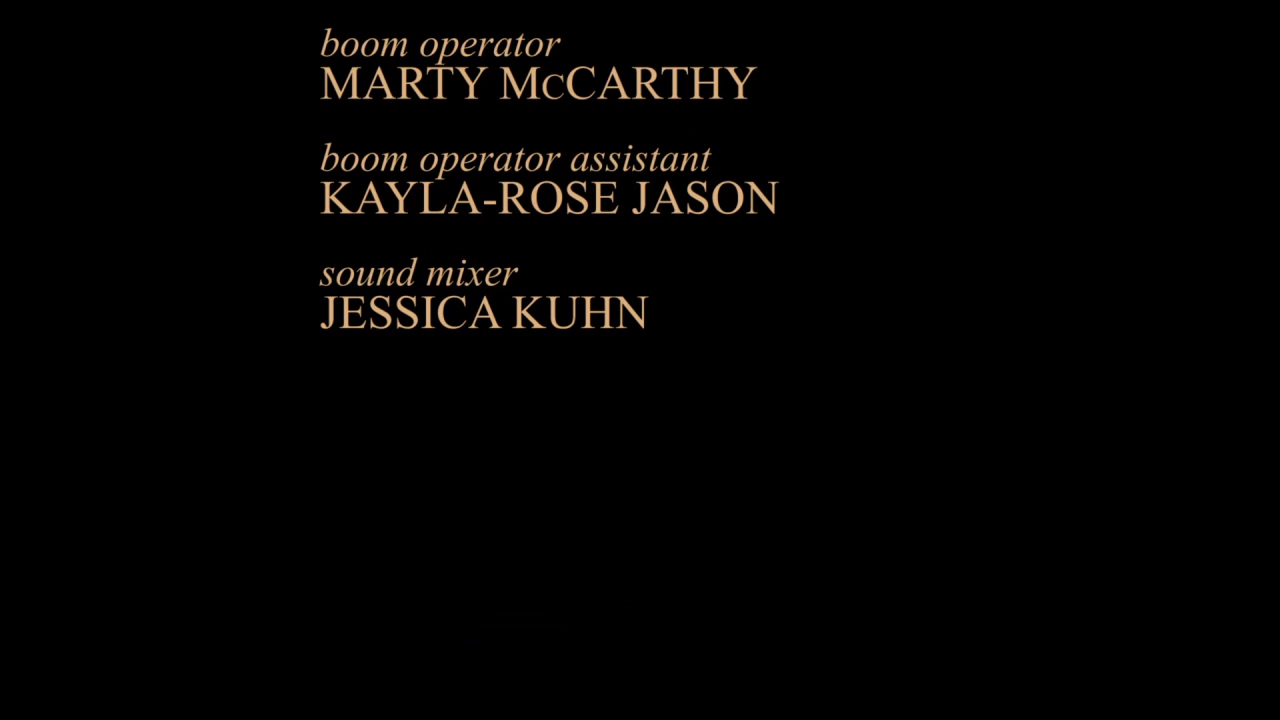 boom operator
MARTY McCARTHY
boom operator assistant
KAYLA-ROSE JASON
sound mixer
JESSICA KUHN